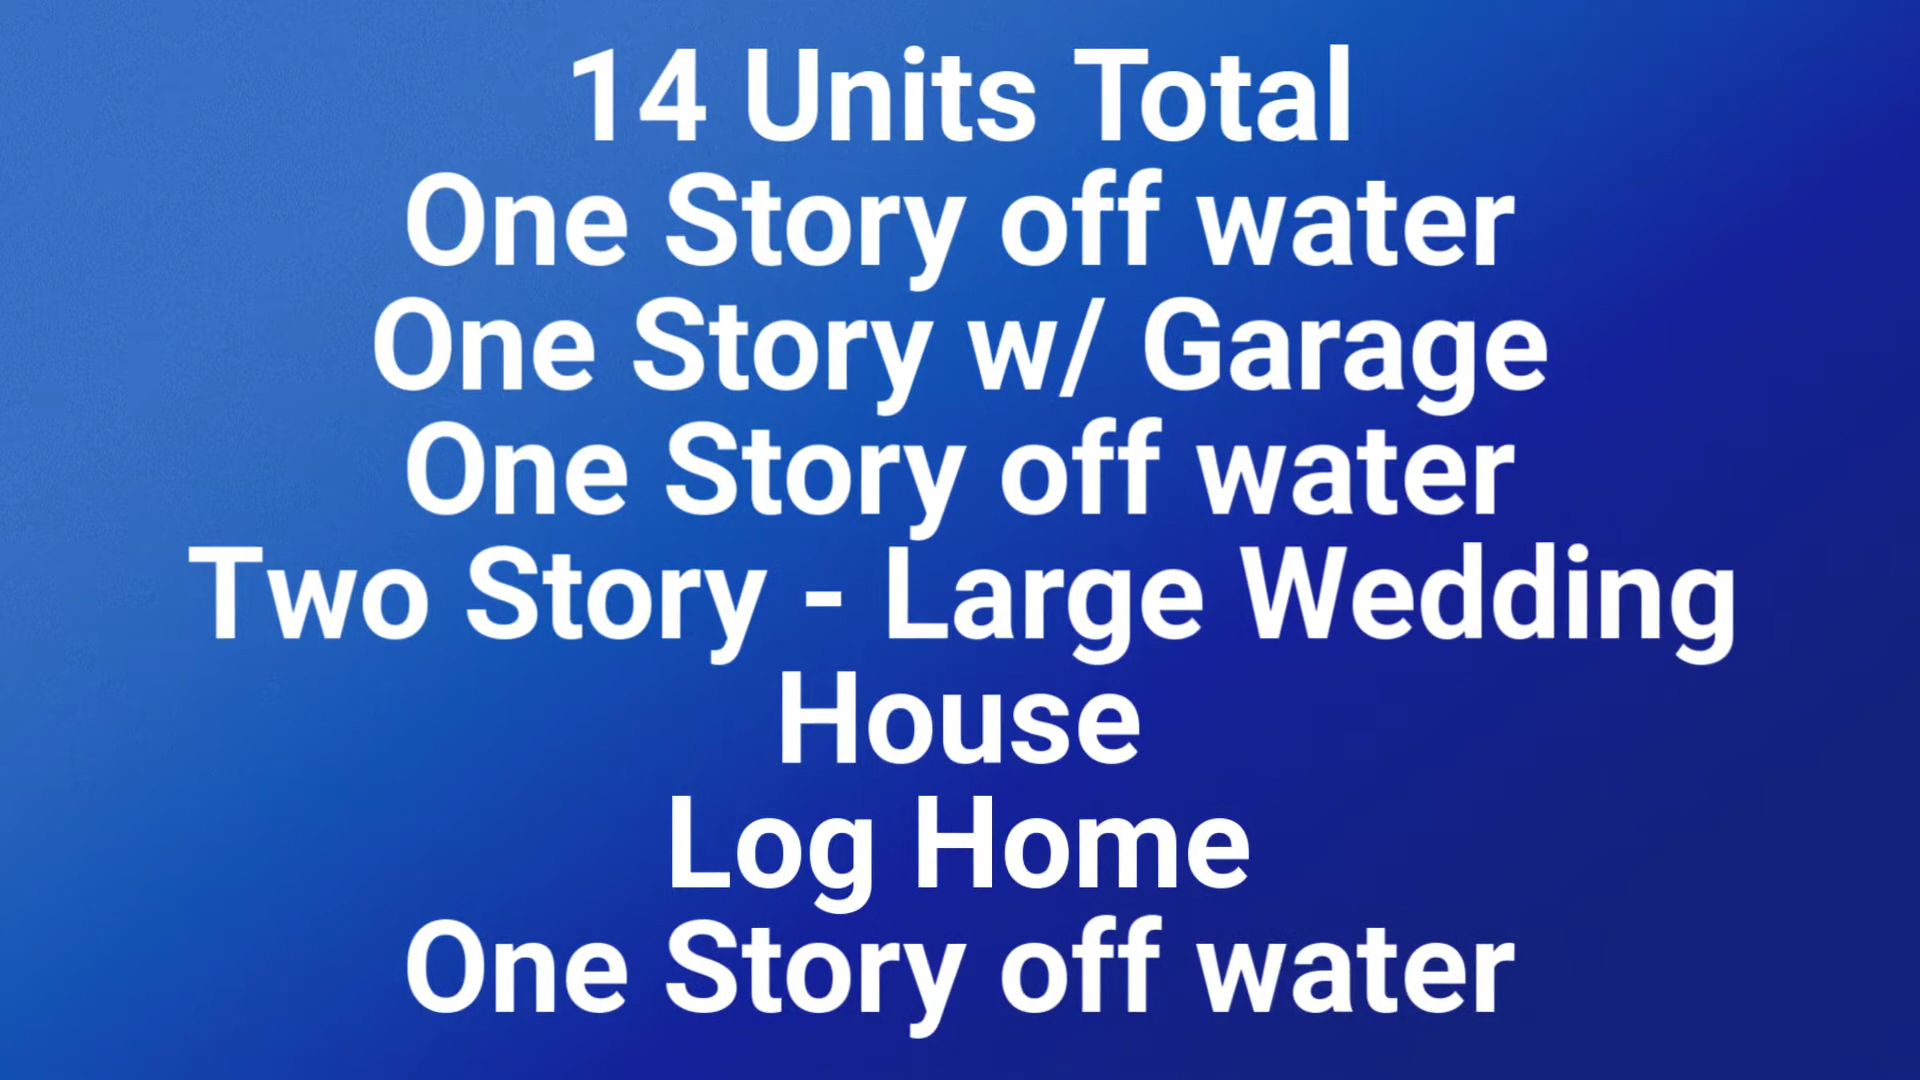 14 Units Total
One Story off water
One Story w/ Garage
One Story off water
Two Story - Large Wedding
House
Log Home
One Story off water